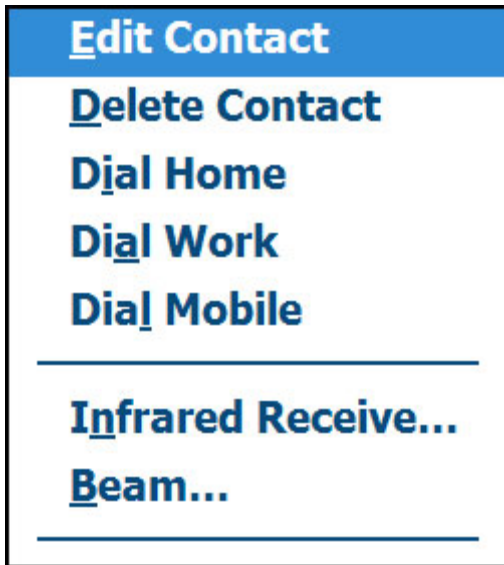 Edit Contact
Delete Contact
Dial Home
Dial Work
Dial Mobile
Infrared Receive...
Beam...